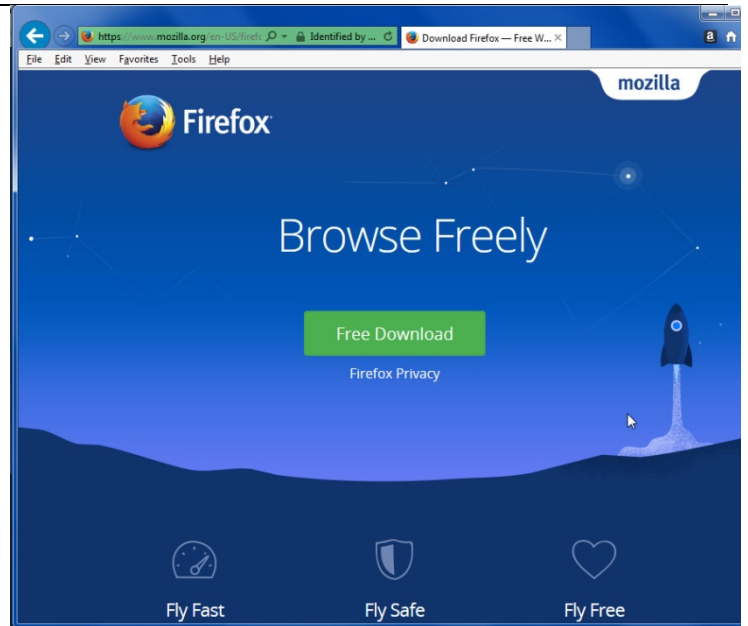 https://www.mozilla.org/en-US/firefc
Identified by ...
Download Firefox — Free W...
a
File Edit View Favorites Tools Help
mozilla
Firefox
Browse Freely
Free Download
Firefox Privacy
Fly Fast
Fly Safe
Fly Free